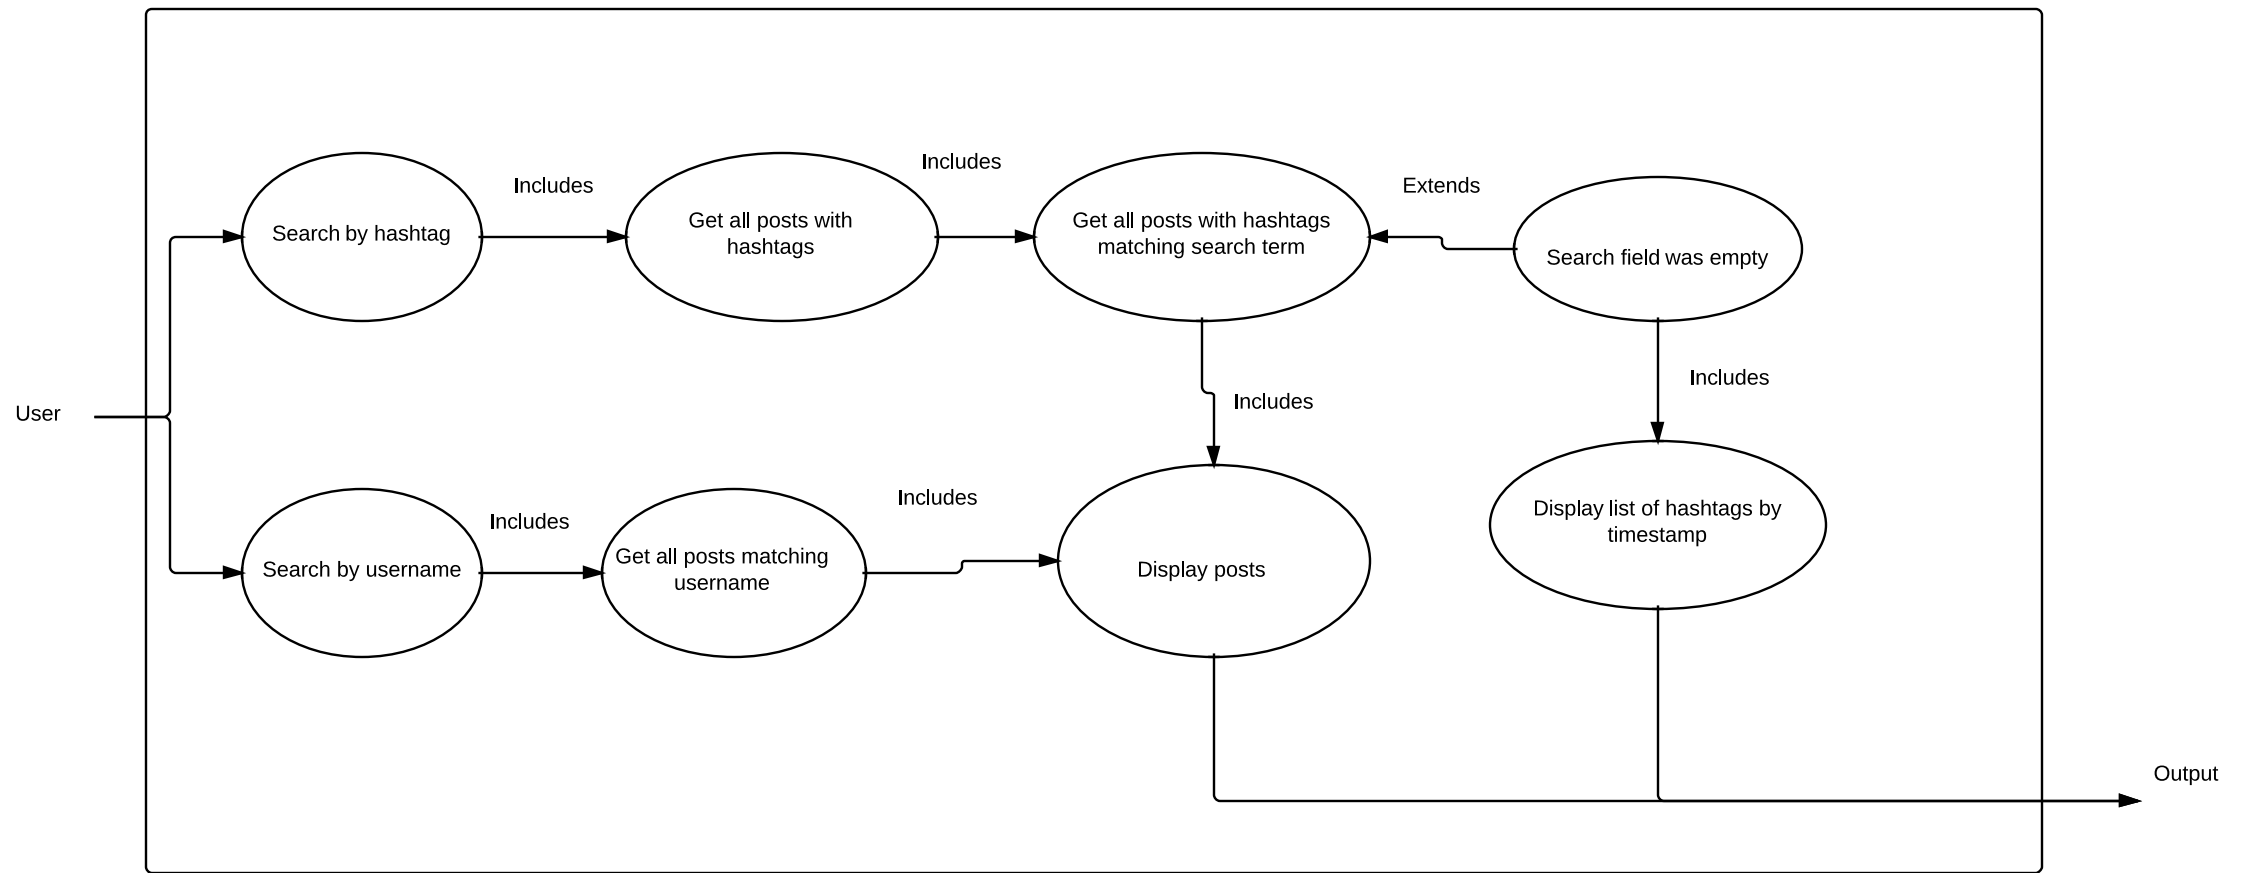 Includes
Includes
Extends
Search by hashtag
Get all posts with
hashtags
Get all posts with hashtags
matching search term
Search field was empty
Includes
Includes
User
Includes
Includes
Search by username
Get all posts matching
username
Display posts
Display list of hashtags by
timestamp
Output